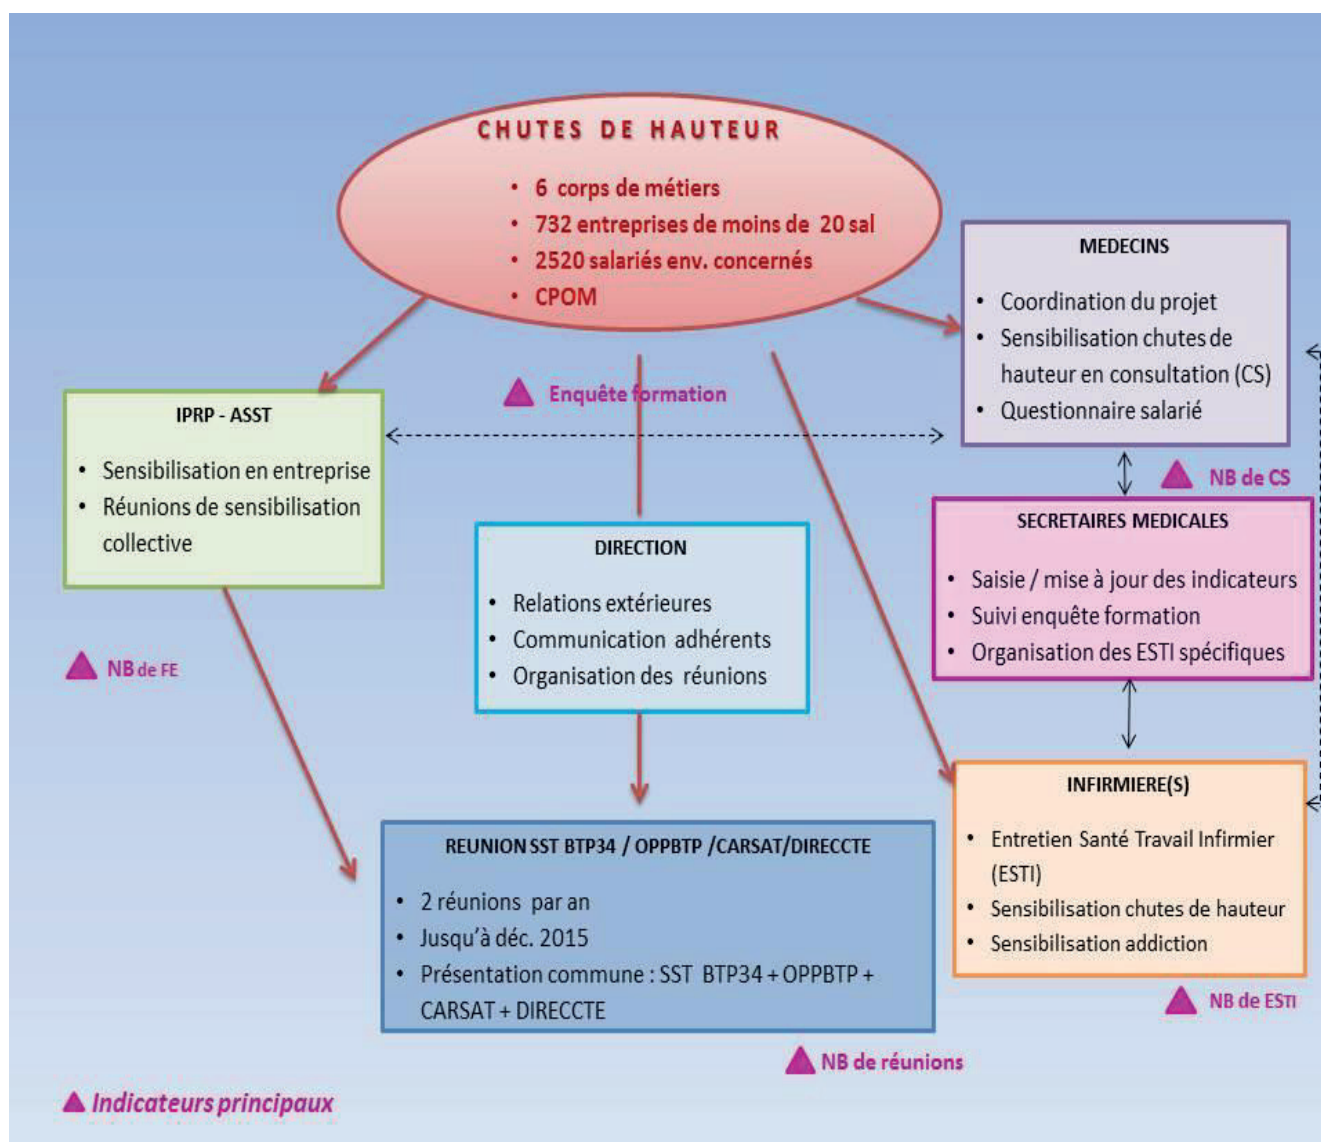 CHUTES DE HAUTEUR
• 6 corps de métiers
• 732 entreprises de moins de 20 sal
• 2520 salariés env. concernés
• CPOM
MEDECINS
• Coordination du projet
• Sensibilisation chutes de
hauteur en consultation (CS)
• Questionnaire salarié
Enquête formation
IPRP - ASST
• Sensibilisation en entreprise
• Réunions de sensibilisation
collective
NB de CS
SECRETAIRES MEDICALES
• Saisie / mise à jour des indicateurs
• Suivi enquête formation
• Organisation des ESTI spécifiques
DIRECTION
• Relations extérieures
• Communication adhérents
• Organisation des réunions
NB de FE
INFIRMIERE(S)
• Entretien Santé Travail Infirmier
(ESTI)
• Sensibilisation chutes de hauteur
• Sensibilisation addiction
REUNION SST BTP34 / OPPBTP /CARSAT/DIRECCTE
• 2 réunions par an
• Jusqu'à déc. 2015
• Présentation commune : SST BTP34 + OPPBTP +
CARSAT + DIRECCTE
NB de ESTI
NB de réunions
Indicateurs principaux